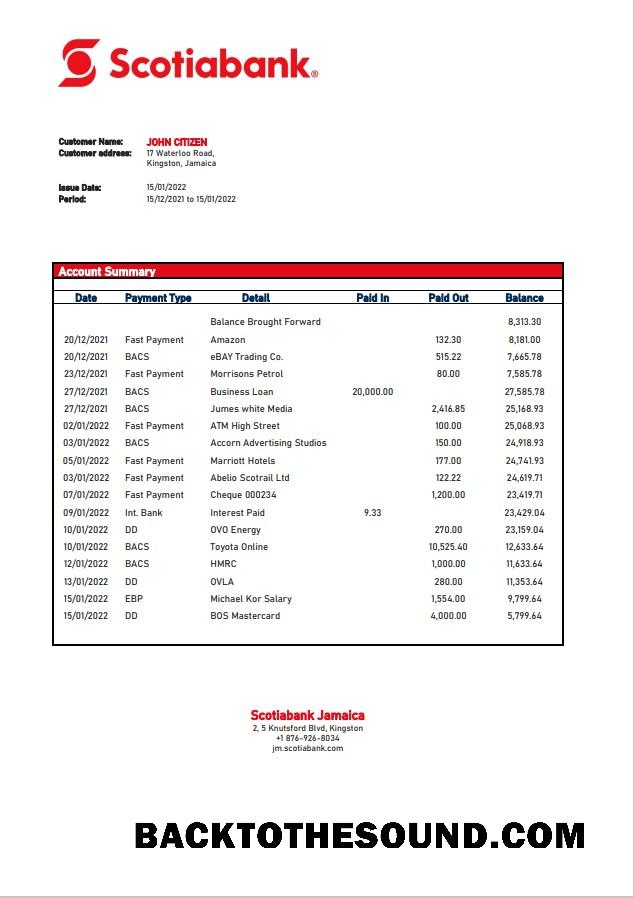 Scotiabank®
Customer Name: JOHN CITIZEN
Customer address: 17 Waterloo Road,
Kingston, Jamaica
Issue Date: 15/01/2022
Period: 15/12/2021 to 15/01/2022
Account Summary
Date Payment Type Detail Paid In Paid Out Balance
Balance Brought Forward 8,313.30
20/12/2021 Fast Payment Amazon 132.30 8,181.00
20/12/2021 BACS eBAY Trading Co. 515.22 7,665.78
23/12/2021 Fast Payment Morrisons Petrol 80.00 7,585.78
27/12/2021 BACS Business Loan 20,000.00 27,585.78
27/12/2021 BACS Jumes white Media 2,416.85 25,168.93
02/01/2022 Fast Payment ATM High Street 100.00 25,068.93
03/01/2022 BACS Accorn Advertising Studios 150.00 24,918.93
05/01/2022 Fast Payment Marriott Hotels 177.00 24,741.93
03/01/2022 Fast Payment Abelio Scotrail Ltd 122.22 24,619.71
07/01/2022 Fast Payment Cheque 000234 1,200.00 23,419.71
09/01/2022 Int. Bank Interest Paid 9.33 23,429.04
10/01/2022 DD OVO Energy 270.00 23,159.04
10/01/2022 BACS Toyota Online 10,525.40 12,633.64
12/01/2022 BACS HMRC 1,000.00 11,633.64
13/01/2022 DD OVLA 280.00 11,353.64
15/01/2022 EBP Michael Kor Salary 1,554.00 9,799.64
15/01/2022 DD BOS Mastercard 4,000.00 5,799.64
Scotiabank Jamaica
2, 5 Knutsford Blvd, Kingston
+1 876-926-8034
jm.scotiabank.com
BACKTOTHESOUND.COM